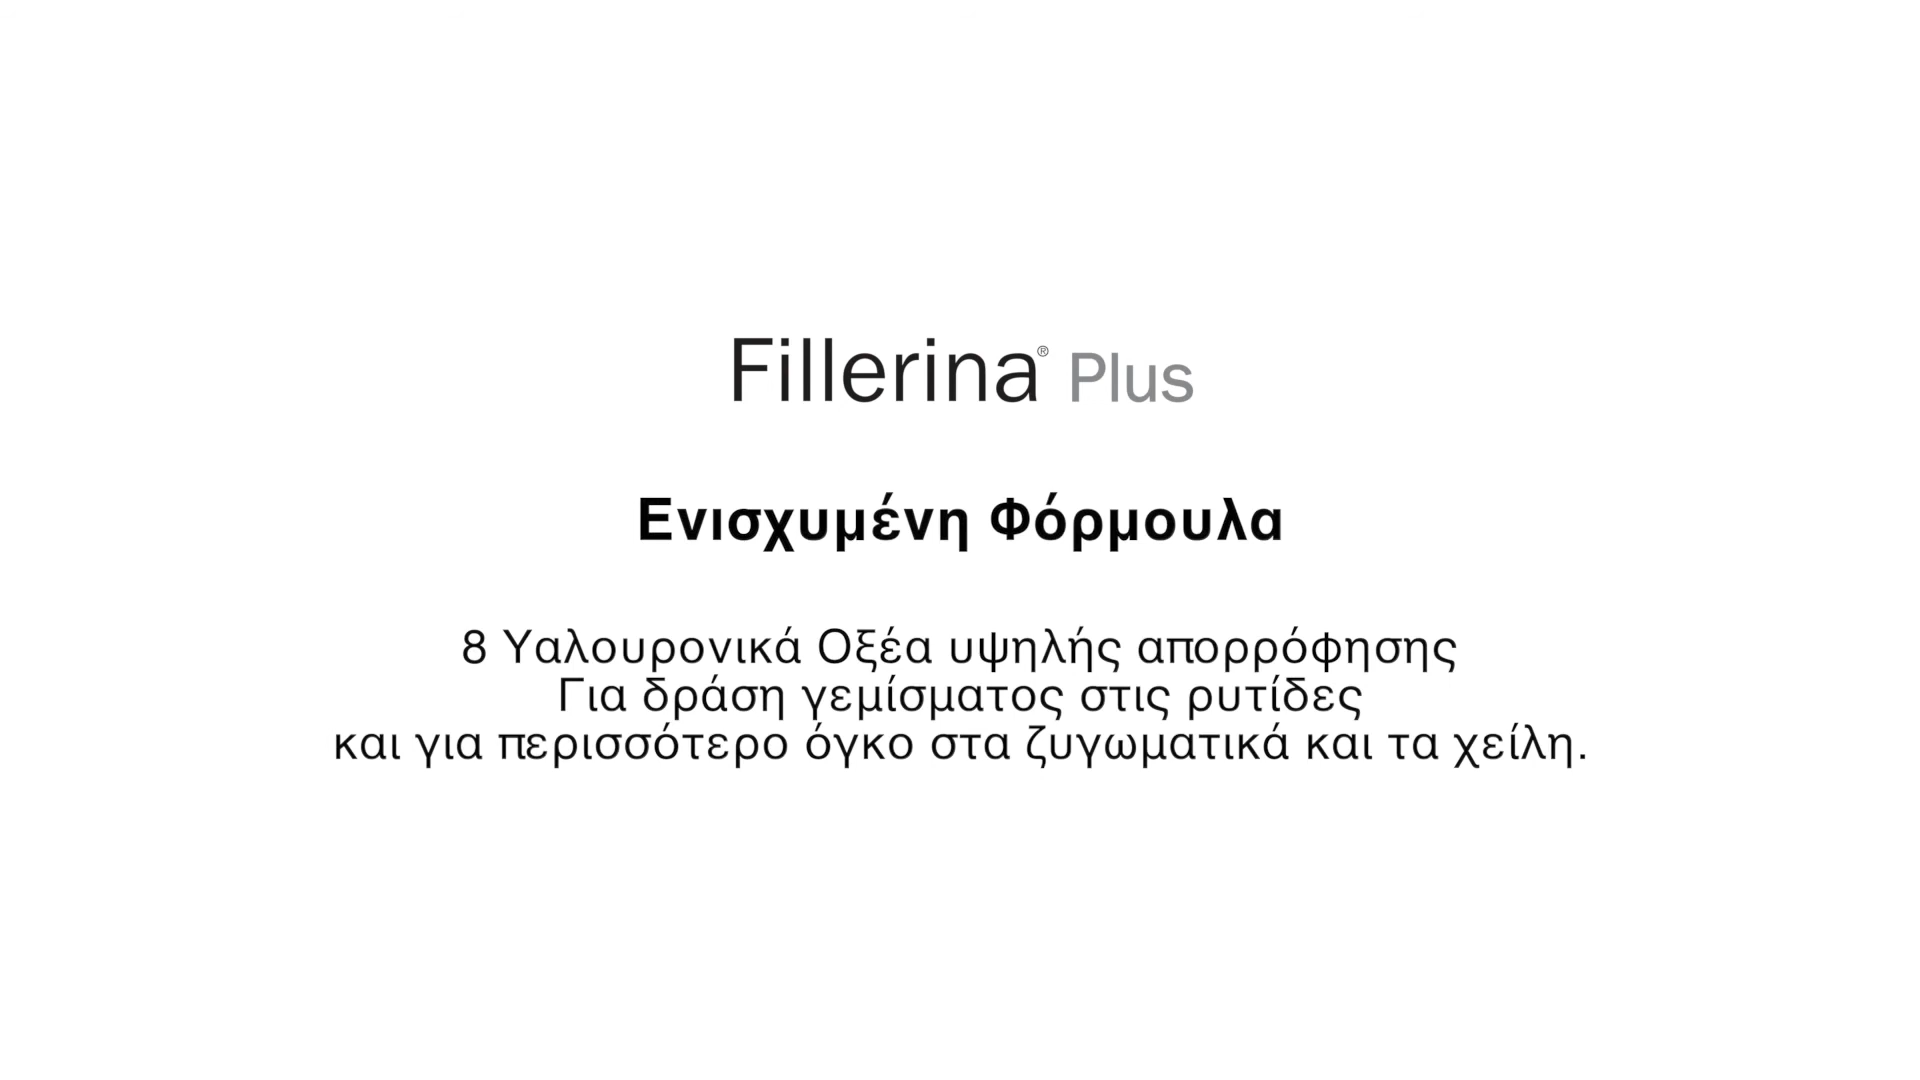 Fillerina® Plus
Ενισχυμένη Φόρμουλα
8 Υαλουρονικά Οξέα υψηλής απορρόφησης
Για δράση γεμίσματος στις ρυτίδες
και για περισσότερο όγκο στα ζυγωματικά και τα χείλη.